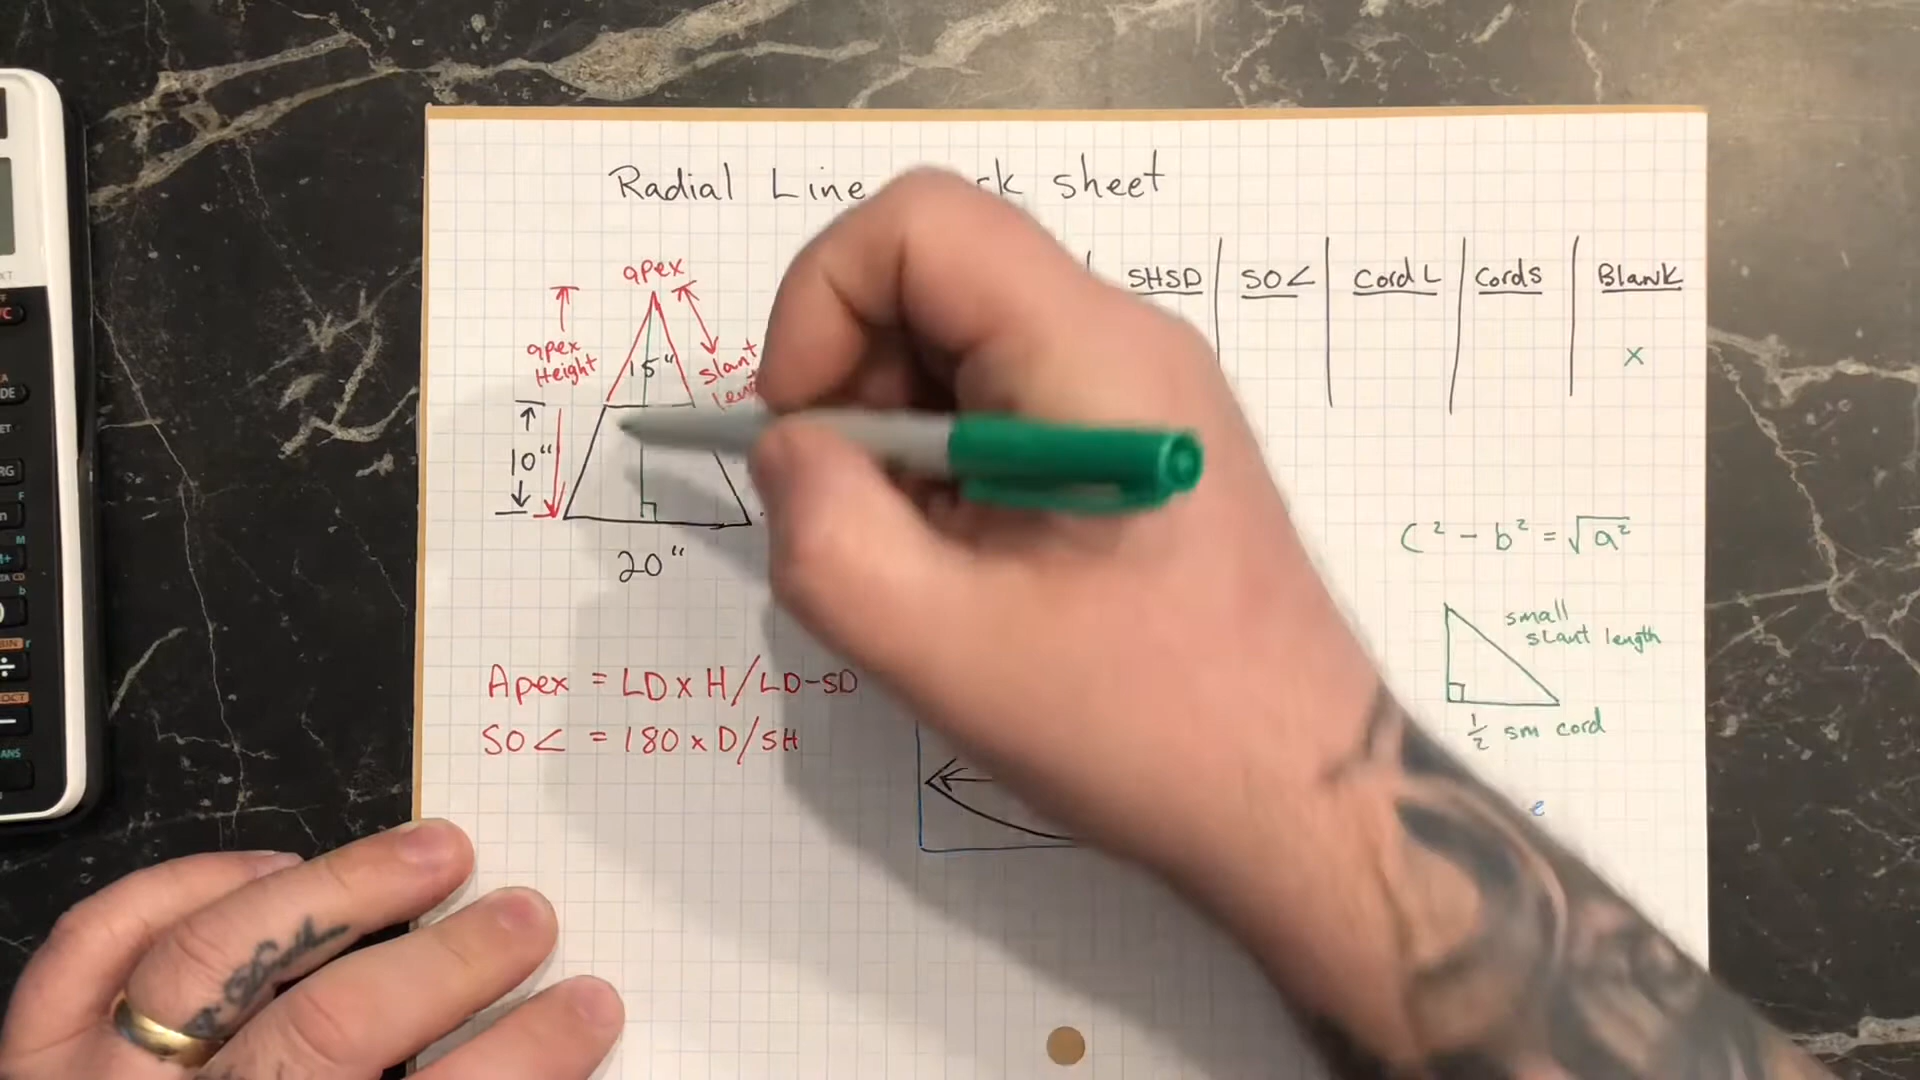 Radial Line sheet
SHSD
SO∠
Cord L
Cords
Blank
x
apex
apex
Height
15"
slant
10"
20"
C² - b² = √a²
small
slant length
½ sm cord
Apex = LD x H/LD-SD
SO∠ = 180 x D/SH